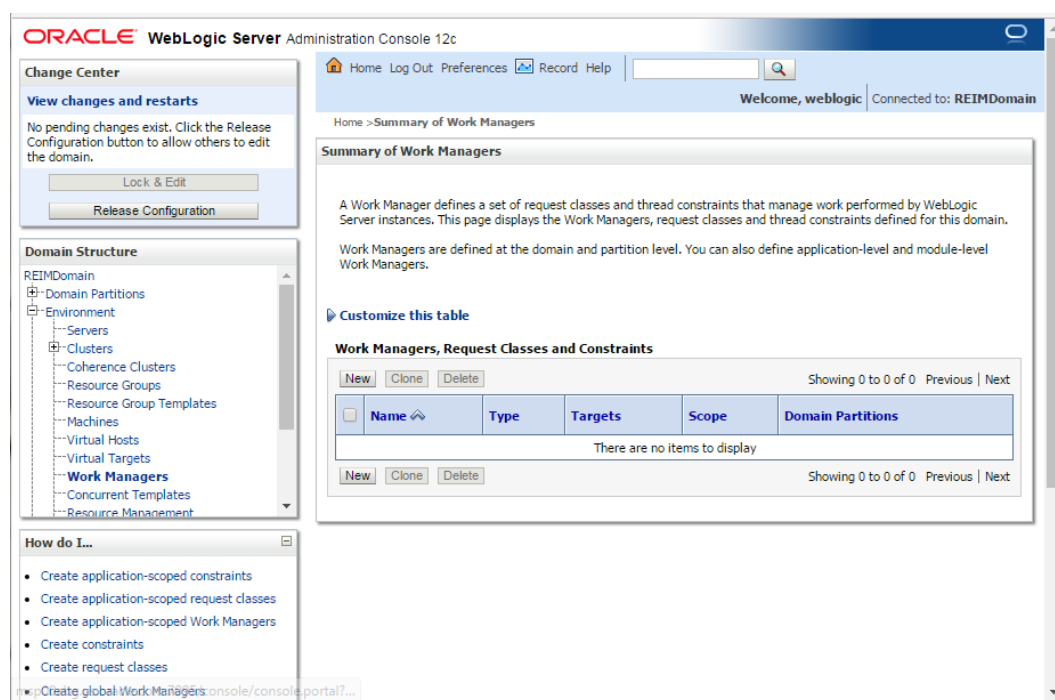 ORACLE WebLogic Server Administration Console 12c
Change Center
View changes and restarts
No pending changes exist. Click the Release
Configuration button to allow others to edit
the domain.
Lock & Edit
Release Configuration
Domain Structure
REIMDomain
Domain Partitions
Environment
Servers
Clusters
Coherence Clusters
Resource Groups
Resource Group Templates
Machines
Virtual Hosts
Virtual Targets
Work Managers
Concurrent Templates
Resource Management
How do I...
Create application-scoped constraints
Create application-scoped request classes
Create application-scoped Work Managers
Create constraints
Create request classes
Create global Work Managers
console/console.portal?...
Home Log Out Preferences Record Help
Welcome, weblogic Connected to: REIMDomain
Home >Summary of Work Managers
Summary of Work Managers
A Work Manager defines a set of request classes and thread constraints that manage work performed by WebLogic
Server instances. This page displays the Work Managers, request classes and thread constraints defined for this domain.
Work Managers are defined at the domain and partition level. You can also define application-level and module-level
Work Managers.
Customize this table
Work Managers, Request Classes and Constraints
New Clone Delete Showing 0 to 0 of 0 Previous | Next
Name Type Targets Scope Domain Partitions
There are no items to display
New Clone Delete Showing 0 to 0 of 0 Previous | Next